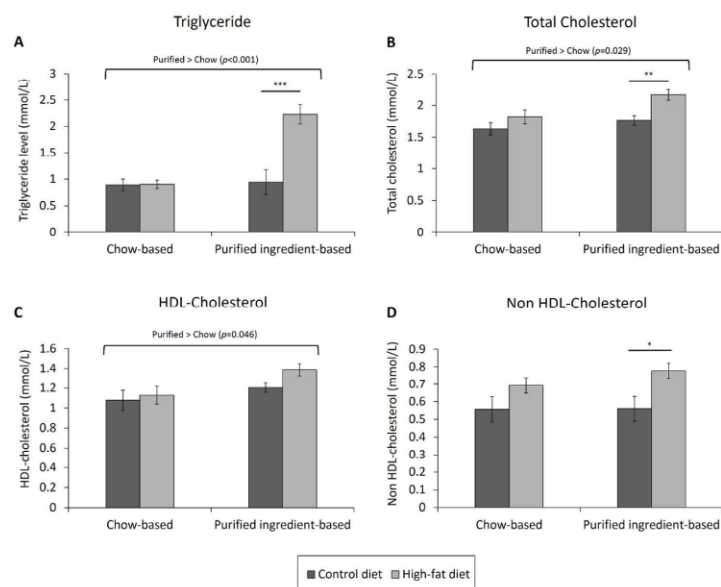 Triglyceride
A
Purified > Chow (p<0.001)
***
Triglyceride level (mmol/L)
3
2.5
2
1.5
1
0.5
0
Chow-based
Purified ingredient-based
Total Cholesterol
B
Purified > Chow (p=0.029)
**
Total cholesterol (mmol/L)
2.5
2
1.5
1
0.5
0
Chow-based
Purified ingredient-based
HDL-Cholesterol
C
Purified > Chow (p=0.046)
HDL-cholesterol (mmol/L)
1.6
1.4
1.2
1
0.8
0.6
0.4
0.2
0
Chow-based
Purified ingredient-based
Non HDL-Cholesterol
D
*
Non HDL-cholesterol (mmol/L)
0.9
0.8
0.7
0.6
0.5
0.4
0.3
0.2
0.1
0
Chow-based
Purified ingredient-based
Control diet
High-fat diet